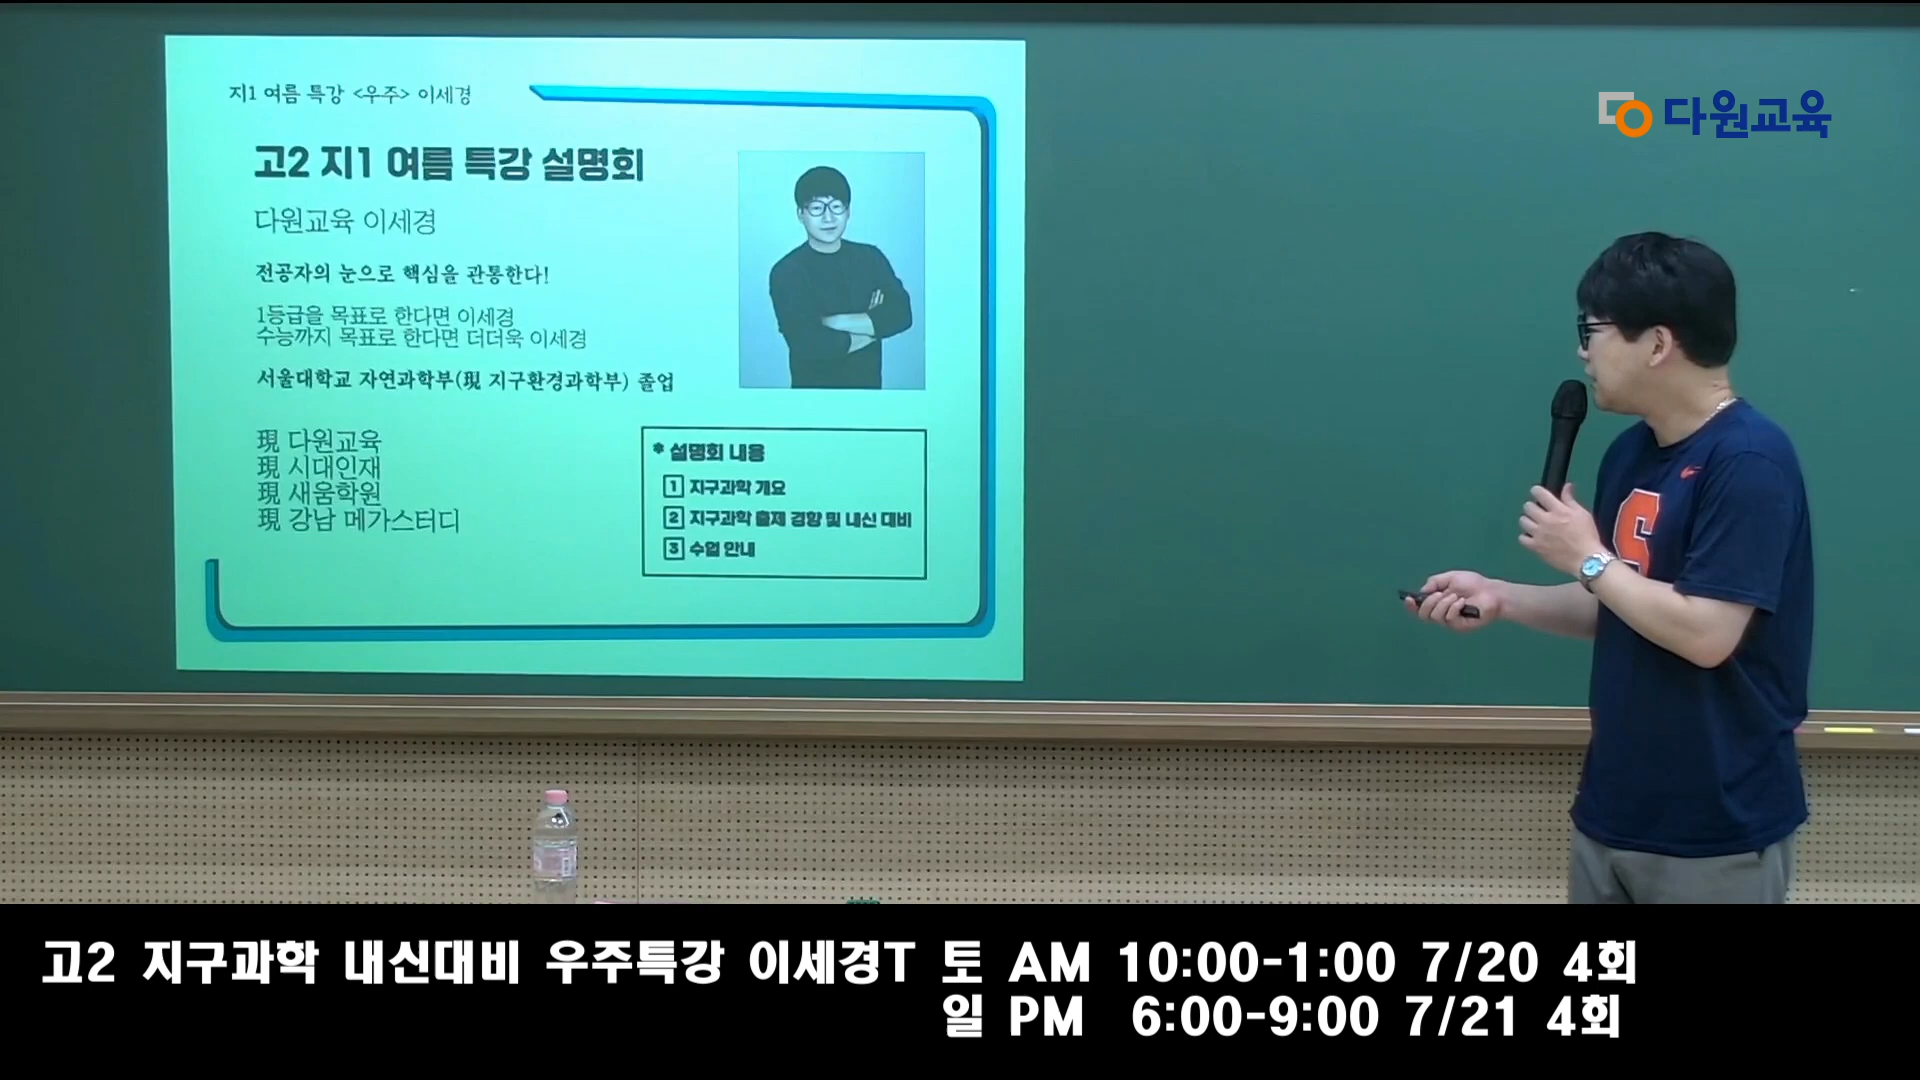 지1 여름 특강 <우주> 이세경
고2 지1 여름 특강 설명회
다원교육 이세경
전공자의 눈으로 핵심을 관통한다!
1등급을 목표로 한다면 이세경
수능까지 목표로 한다면 더더욱 이세경
서울대학교 자연과학부(現 지구환경과학부) 졸업
現 다원교육
現 시대인재
現 새움학원
現 강남 메가스터디
* 설명회 내용
1 지구과학 개요
2 지구과학 출제 경향 및 내신 대비
3 수업 안내
다원교육
S
고2 지구과학 내신대비 우주특강 이세경T 토 AM 10:00-1:00 7/20 4회
일 PM 6:00-9:00 7/21 4회